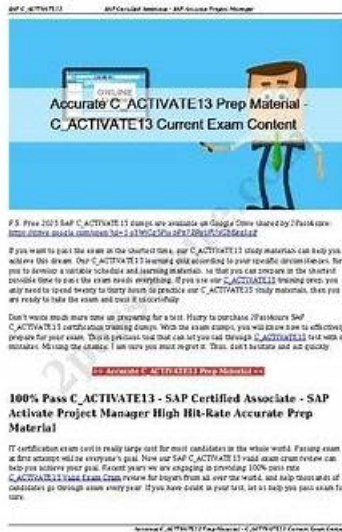 SAP C_ACTIVATE13 SAP Certified Associate - SAP Activate Project Manager
ONLINE
Accurate C_ACTIVATE13 Prep Material -
C_ACTIVATE13 Current Exam Content
P.S. Free 2023 SAP C_ACTIVATE13 dumps are available on Google Drive shared by 2Pass4sure:
If you want to pass the exam in the shortest time, our C_ACTIVATE13 study materials can help you
achieve this dream. Our C_ACTIVATE13 learning quiz according to your specific circumstances, for
you to develop a suitable schedule and learning materials, so that you can prepare in the shortest
possible time to pass the exam needs everything. If you use our C_ACTIVATE13 training prep, you
only need to spend twenty to thirty hours to practice our C_ACTIVATE13 study materials, then you
are ready to take the exam and pass it successfully.
Don't waste much more time on preparing for a test. Hurry to purchase 2Pass4sure SAP
C_ACTIVATE13 certification training dumps. With the exam dumps, you will know how to effectively
prepare for your exam. This is precious tool that can let you sail through C_ACTIVATE13 test with no
mistakes. Missing the chance, I am sure you must regret it. Thus, don't hesitate and act quickly.
>> Accurate C_ACTIVATE13 Prep Material <<
100% Pass C_ACTIVATE13 - SAP Certified Associate - SAP
Activate Project Manager High Hit-Rate Accurate Prep
Material
IT certification exam cost is really large cost for most candidates in the whole world. Passing exam
at first attempt will be everyone's goal. Now our SAP C_ACTIVATE13 valid exam cram review can
help you achieve your goal. Recent years we are engaging in providing 100% pass rate
C_ACTIVATE13 Valid Exam Cram review for buyers from all over the world, and help thousands of
candidates go through exam every year. If you have doubt in your test, let us help you pass exam for
sure.
Accurate C_ACTIVATE13 Prep Material - C_ACTIVATE13 Current Exam Content